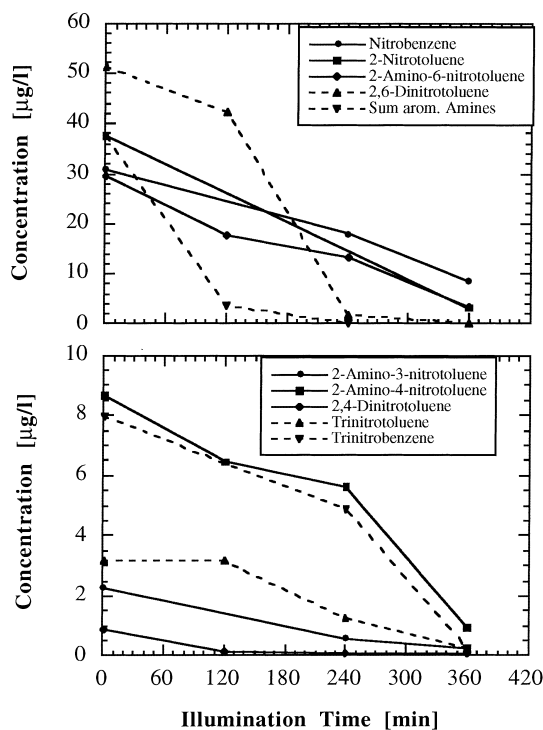 60
50
40
30
20
10
0
Concentration [µg/l]
Nitrobenzene
2-Nitrotoluene
2-Amino-6-nitrotoluene
2,6-Dinitrotoluene
Sum arom. Amines
10
8
6
4
2
0
Concentration [µg/l]
2-Amino-3-nitrotoluene
2-Amino-4-nitrotoluene
2,4-Dinitrotoluene
Trinitrotoluene
Trinitrobenzene
0 60 120 180 240 300 360 420
Illumination Time [min]